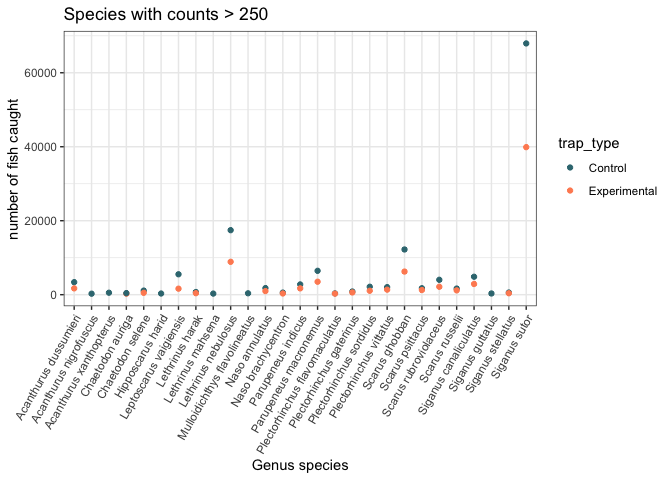 Species with counts > 250
number of fish caught
60000
40000
20000
0
trap_type
Control
Experimental
Acanthurus dussumieri
Acanthurus nigrofuscus
Acanthurus xanthopterus
Chaetodon auriga
Chaetodon selene
Hipposcarus harid
Leptoscarus vaigiensis
Lethrinus harak
Lethrinus mahsena
Lethrinus nebulosus
Mulloidichthys flavolineatus
Naso annulatus
Naso brachycentron
Parupeneus indicus
Parupeneus macronemus
Plectorhinchus flavomaculatus
Plectorhinchus gaterinus
Plectorhinchus sordidus
Plectorhinchus vittatus
Scarus ghobban
Scarus psittacus
Scarus rubroviolaceus
Scarus russelii
Siganus canaliculatus
Siganus guttatus
Siganus stellatus
Siganus sutor
Genus species